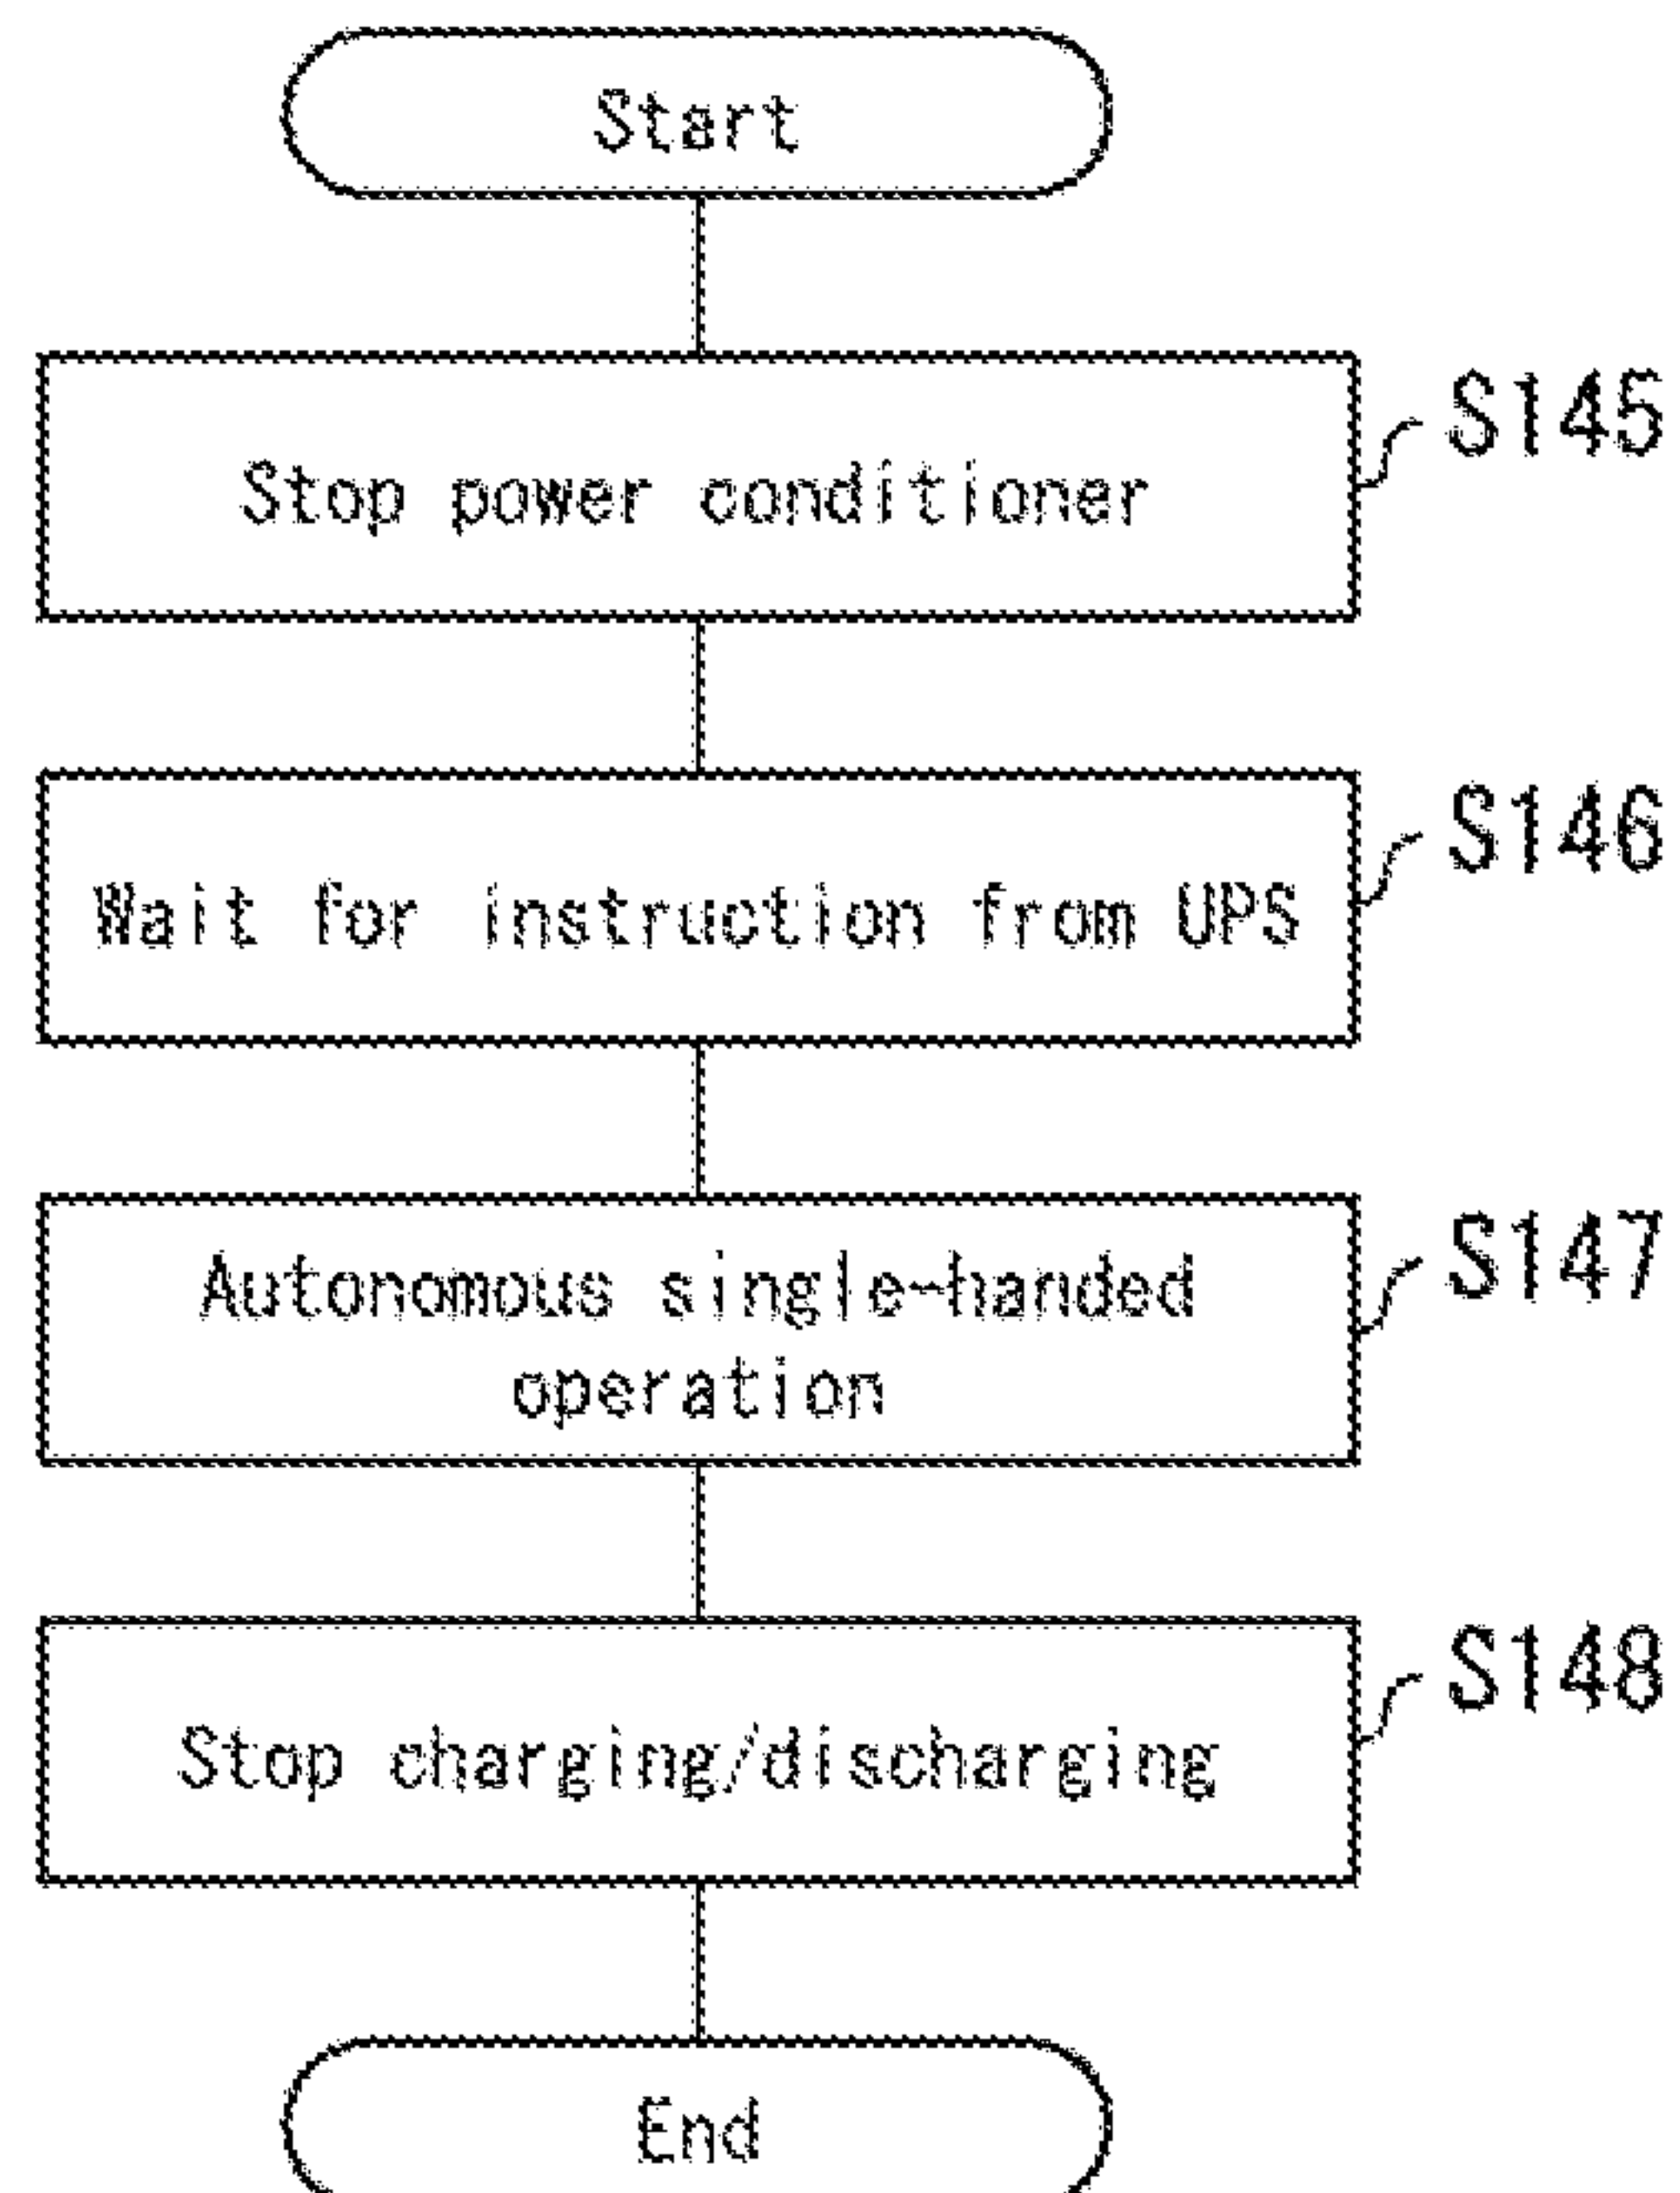 Start
S145
Stop power conditioner
S146
Wait for instruction from UPS
S147
Autonomous single-handed
operation
S148
Stop charging/discharging
End